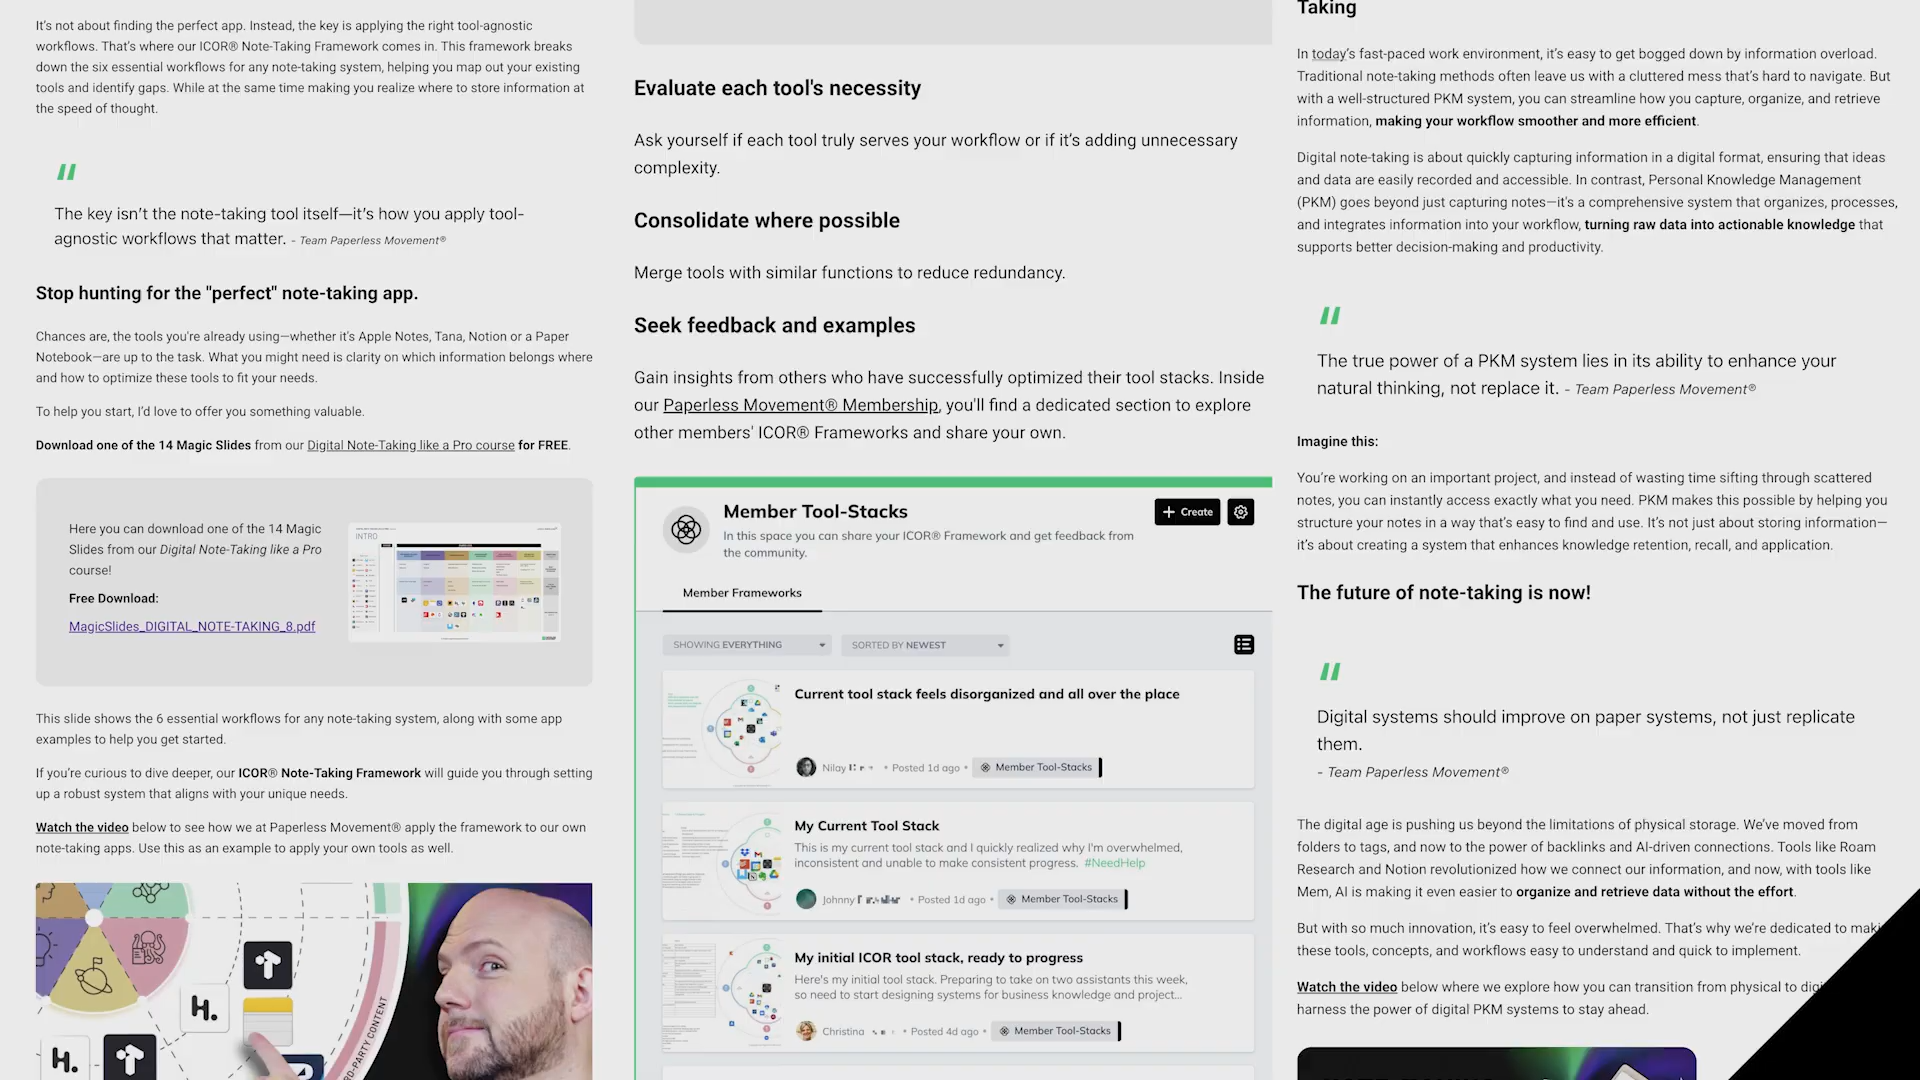 It’s not about finding the perfect app. Instead, the key is applying the right tool-agnostic
workflows. That’s where our ICOR® Note-Taking Framework comes in. This framework breaks
down the six essential workflows for any note-taking system, helping you map out your existing
tools and identify gaps. While at the same time making you realize where to store information at
the speed of thought.
The key isn’t the note-taking tool itself—it’s how you apply tool-
agnostic workflows that matter. - Team Paperless Movement®
Stop hunting for the "perfect" note-taking app.
Chances are, the tools you're already using—whether it’s Apple Notes, Tana, Notion or a Paper
Notebook—are up to the task. What you might need is clarity on which information belongs where
and how to optimize these tools to fit your needs.
To help you start, I’d love to offer you something valuable.
Download one of the 14 Magic Slides from our Digital Note-Taking like a Pro course for FREE.
Here you can download one of the 14 Magic
Slides from our Digital Note-Taking like a Pro
course!
Free Download:
MagicSlides_DIGITAL_NOTE-TAKING_8.pdf
INTRO
This slide shows the 6 essential workflows for any note-taking system, along with some app
examples to help you get started.
If you’re curious to dive deeper, our ICOR® Note-Taking Framework will guide you through setting
up a robust system that aligns with your unique needs.
Watch the video below to see how we at Paperless Movement® apply the framework to our own
note-taking apps. Use this as an example to apply your own tools as well.
h.
h.
RD-PARTY CONTENT
Evaluate each tool's necessity
Ask yourself if each tool truly serves your workflow or if it’s adding unnecessary
complexity.
Consolidate where possible
Merge tools with similar functions to reduce redundancy.
Seek feedback and examples
Gain insights from others who have successfully optimized their tool stacks. Inside
our Paperless Movement® Membership, you'll find a dedicated section to explore
other members' ICOR® Frameworks and share your own.
Member Tool-Stacks
+ Create
In this space you can share your ICOR® Framework and get feedback from
the community.
Member Frameworks
SHOWING EVERYTHING
SORTED BY NEWEST
Current tool stack feels disorganized and all over the place
Nilay • Posted 1d ago • Member Tool-Stacks
My Current Tool Stack
This is my current tool stack and I quickly realized why I'm overwhelmed,
inconsistent and unable to make consistent progress. #NeedHelp
Johnny • Posted 1d ago • Member Tool-Stacks
My initial ICOR tool stack, ready to progress
Here's my initial tool stack. Preparing to take on two assistants this week,
so need to start designing systems for business knowledge and project...
Christina • Posted 4d ago • Member Tool-Stacks
Taking
In today’s fast-paced work environment, it’s easy to get bogged down by information overload.
Traditional note-taking methods often leave us with a cluttered mess that’s hard to navigate. But
with a well-structured PKM system, you can streamline how you capture, organize, and retrieve
information, making your workflow smoother and more efficient.
Digital note-taking is about quickly capturing information in a digital format, ensuring that ideas
and data are easily recorded and accessible. In contrast, Personal Knowledge Management
(PKM) goes beyond just capturing notes—it's a comprehensive system that organizes, processes,
and integrates information into your workflow, turning raw data into actionable knowledge that
supports better decision-making and productivity.
The true power of a PKM system lies in its ability to enhance your
natural thinking, not replace it. - Team Paperless Movement®
Imagine this:
You’re working on an important project, and instead of wasting time sifting through scattered
notes, you can instantly access exactly what you need. PKM makes this possible by helping you
structure your notes in a way that’s easy to find and use. It’s not just about storing information—
it’s about creating a system that enhances knowledge retention, recall, and application.
The future of note-taking is now!
Digital systems should improve on paper systems, not just replicate
them.
- Team Paperless Movement®
The digital age is pushing us beyond the limitations of physical storage. We’ve moved from
folders to tags, and now to the power of backlinks and AI-driven connections. Tools like Roam
Research and Notion revolutionized how we connect our information, and now, with tools like
Mem, AI is making it even easier to organize and retrieve data without the effort.
But with so much innovation, it’s easy to feel overwhelmed. That’s why we’re dedicated to maki
these tools, concepts, and workflows easy to understand and quick to implement.
Watch the video below where we explore how you can transition from physical to digi
harness the power of digital PKM systems to stay ahead.